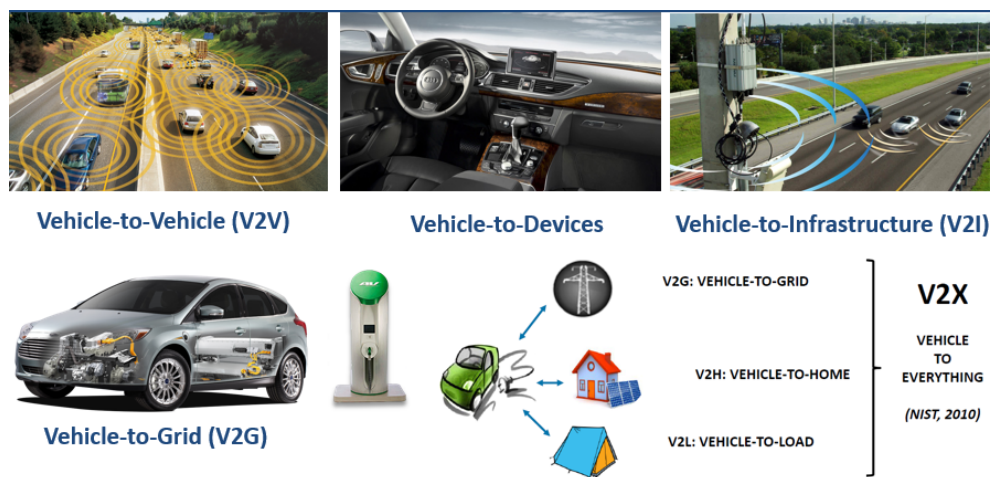 Vehicle-to-Vehicle (V2V)
Vehicle-to-Devices
Vehicle-to-Infrastructure (V2I)
V2G: VEHICLE-TO-GRID
V2H: VEHICLE-TO-HOME
V2L: VEHICLE-TO-LOAD
V2X
VEHICLE
TO
EVERYTHING
(NIST, 2010)
Vehicle-to-Grid (V2G)